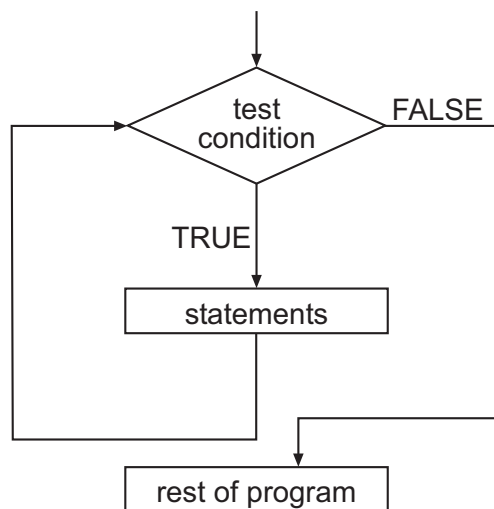 test
condition
FALSE
TRUE
statements
rest of program